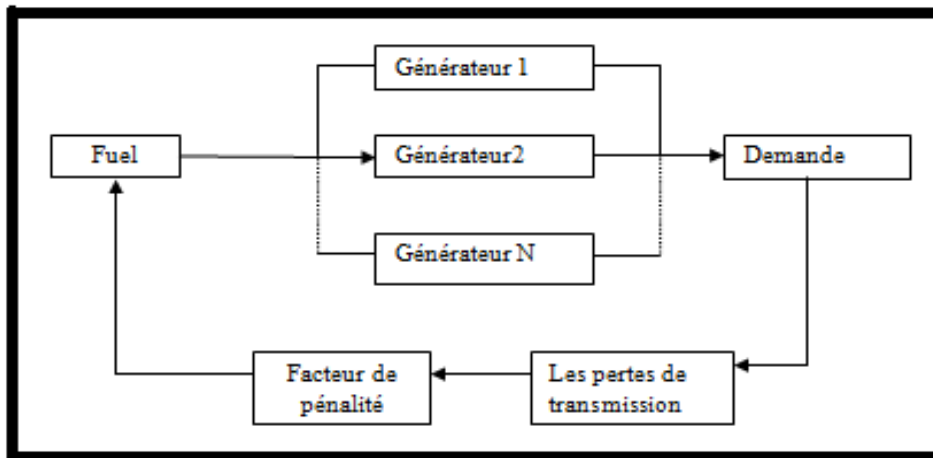 Générateur 1
Fuel
Générateur2
Demande
Générateur N
Facteur de
pénalité
Les pertes de
transmission